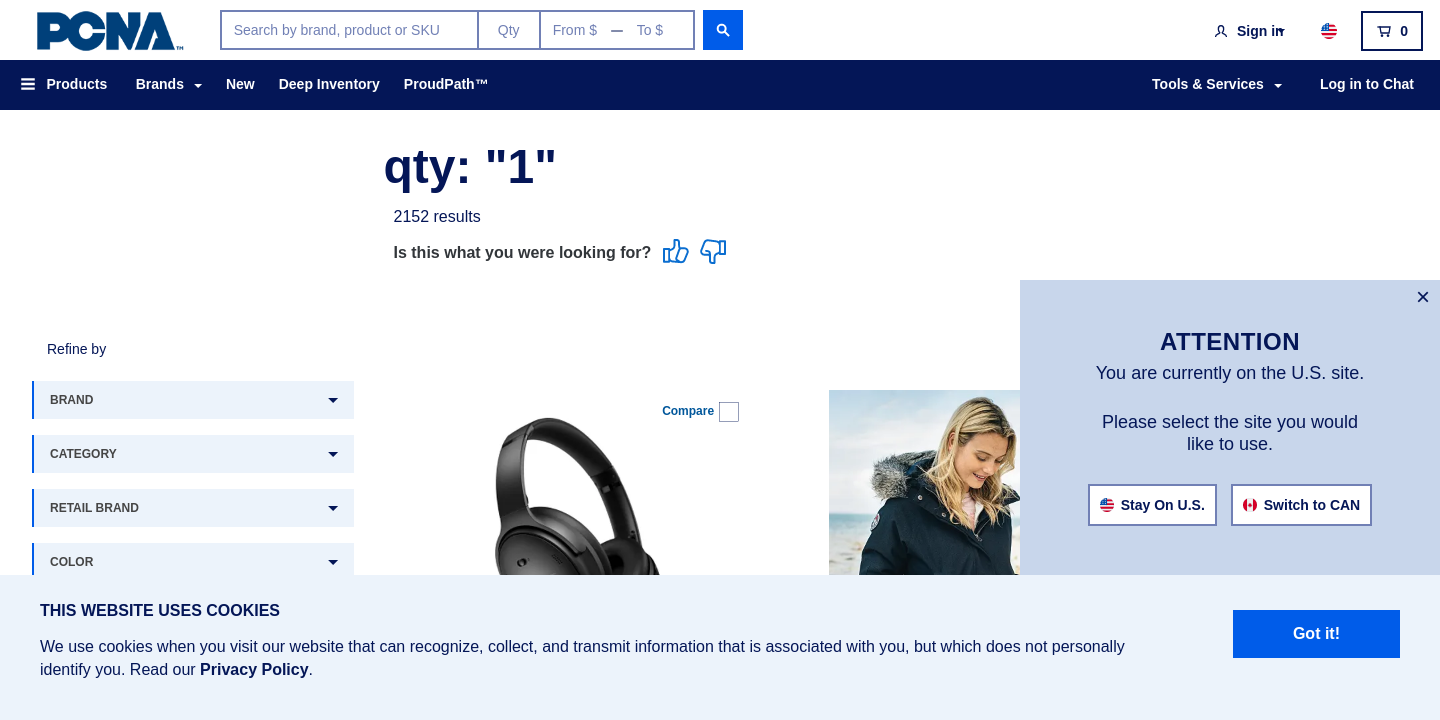 PCNA™
Search by brand, product or SKU
Qty
From $ — To $
Sign in
0
Products
Brands
New
Deep Inventory
ProudPath™
Tools & Services
Log in to Chat
qty: "1"
2152 results
Is this what you were looking for?
×
ATTENTION
You are currently on the U.S. site.
Please select the site you would
like to use.
Stay On U.S.
Switch to CAN
Refine by
BRAND
CATEGORY
RETAIL BRAND
COLOR
Compare
THIS WEBSITE USES COOKIES
We use cookies when you visit our website that can recognize, collect, and transmit information that is associated with you, but which does not personally
identify you. Read our Privacy Policy.
Got it!